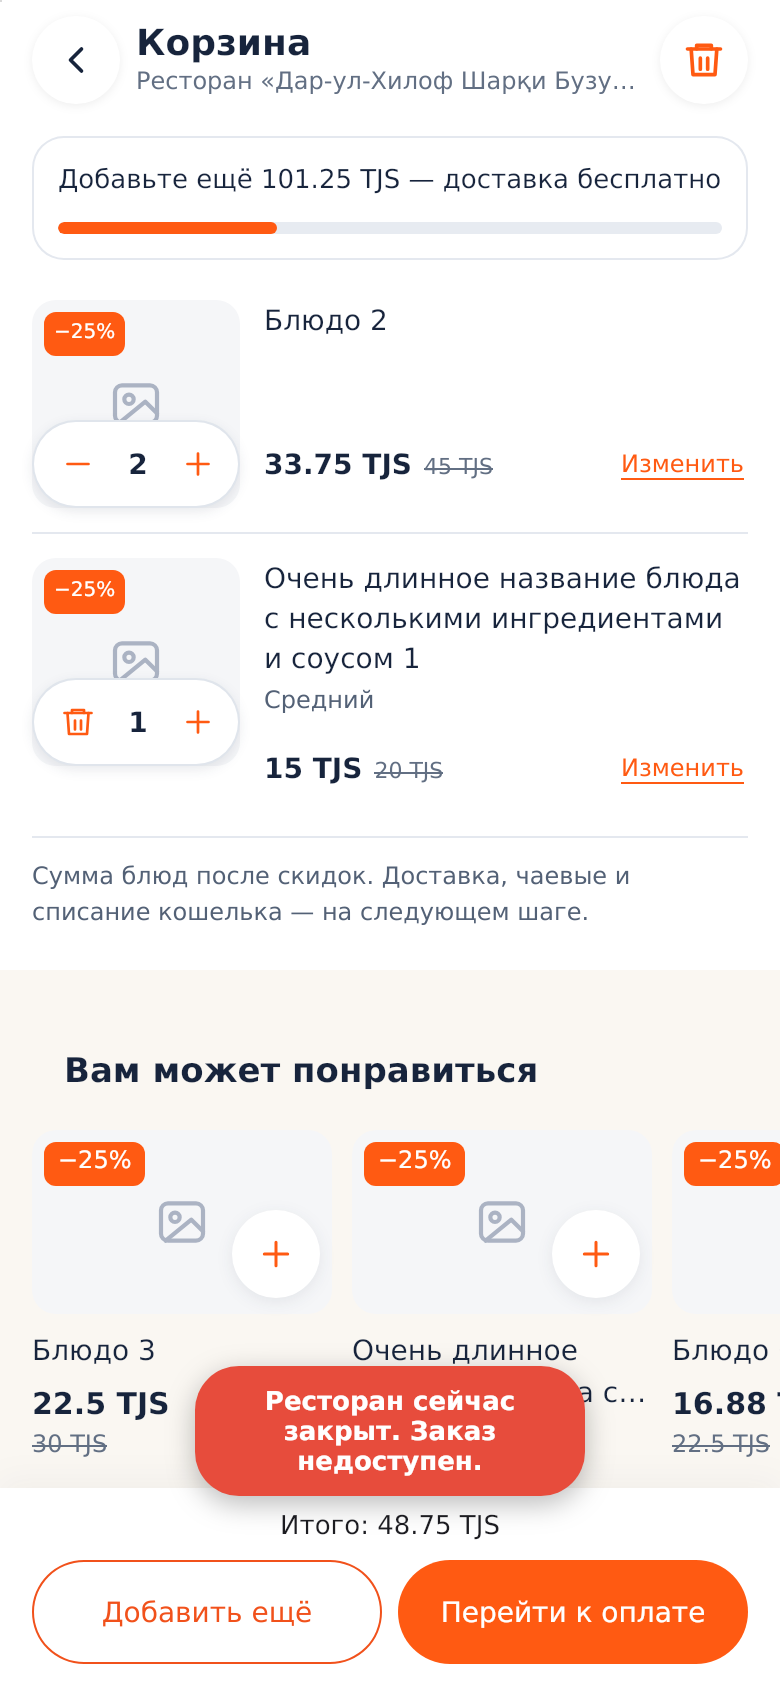 Корзина
Ресторан «Дар-ул-Хилоф Шарқи Бузу…
Добавьте ещё 101.25 TJS — доставка бесплатно
−25%
Блюдо 2
2
33.75 TJS 45 TJS
Изменить
−25%
Очень длинное название блюда
с несколькими ингредиентами
и соусом 1
Средний
1
15 TJS 20 TJS
Изменить
Сумма блюд после скидок. Доставка, чаевые и
списание кошелька — на следующем шаге.
Вам может понравиться
−25%
−25%
−25%
Блюдо 3
22.5 TJS
30 TJS
Очень длинное
с…
Блюдо
16.88
22.5 TJS
Ресторан сейчас
закрыт. Заказ
недоступен.
Итого: 48.75 TJS
Добавить ещё
Перейти к оплате